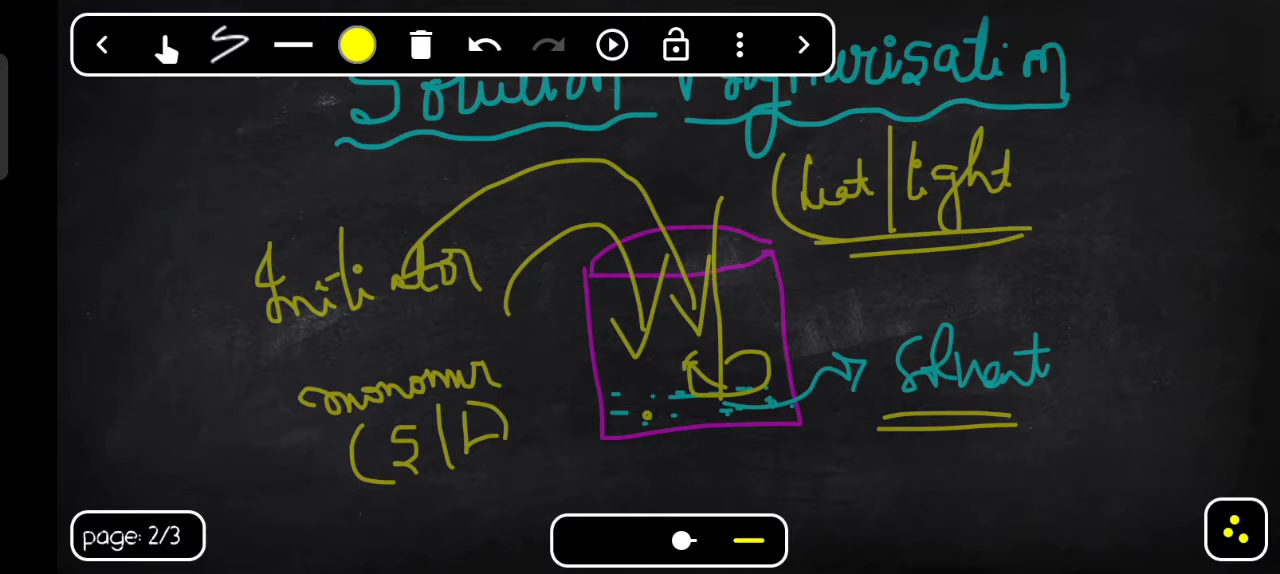 Solution Polymerisation
heat | light
Initiator
Solvent
monomer
page: 2/3